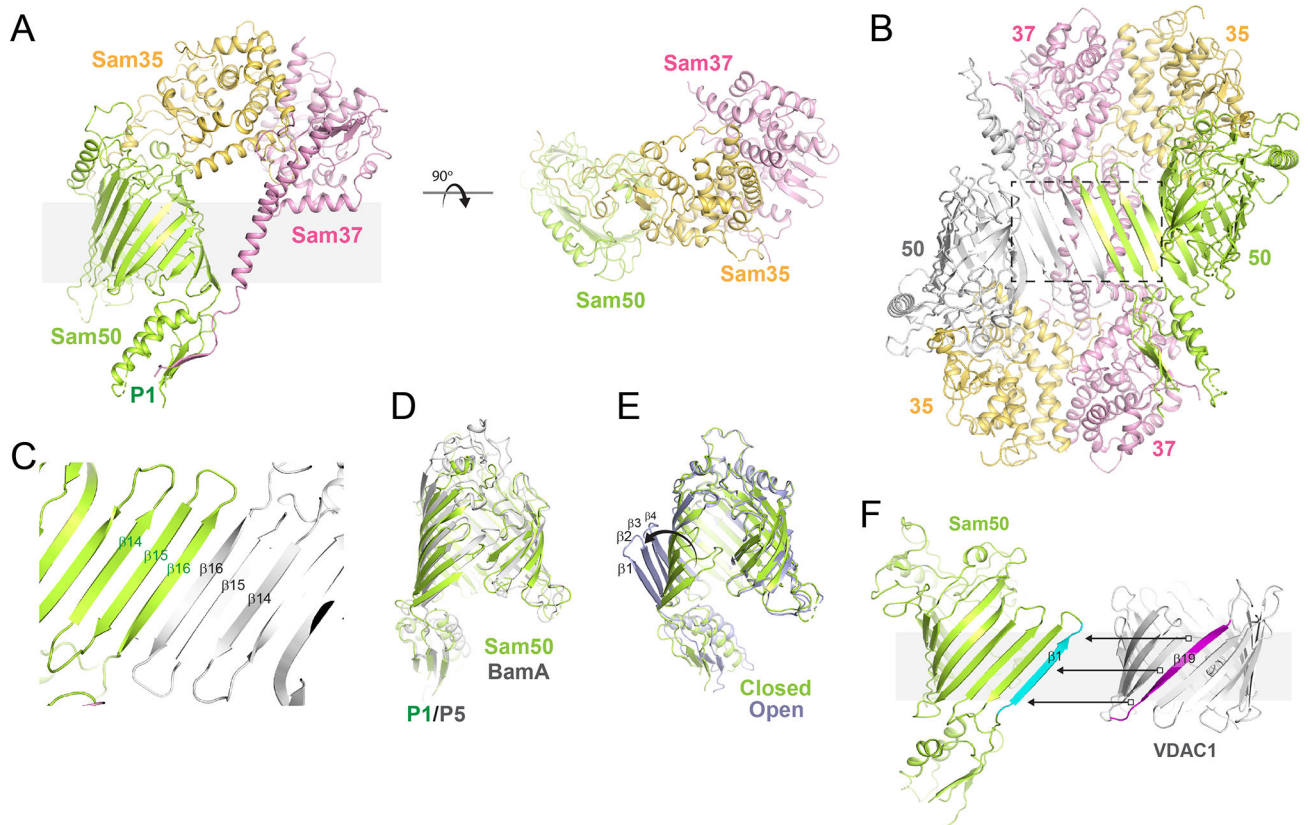 A
Sam35
Sam37
Sam50
P1
90°
Sam37
Sam35
Sam50
B
37
35
50
50
35
37
C
β14
β15
β16
β16
β15
β14
D
Sam50
BamA
P1/P5
E
β4
β3
β2
β1
Closed
Open
F
Sam50
β1
β19
VDAC1